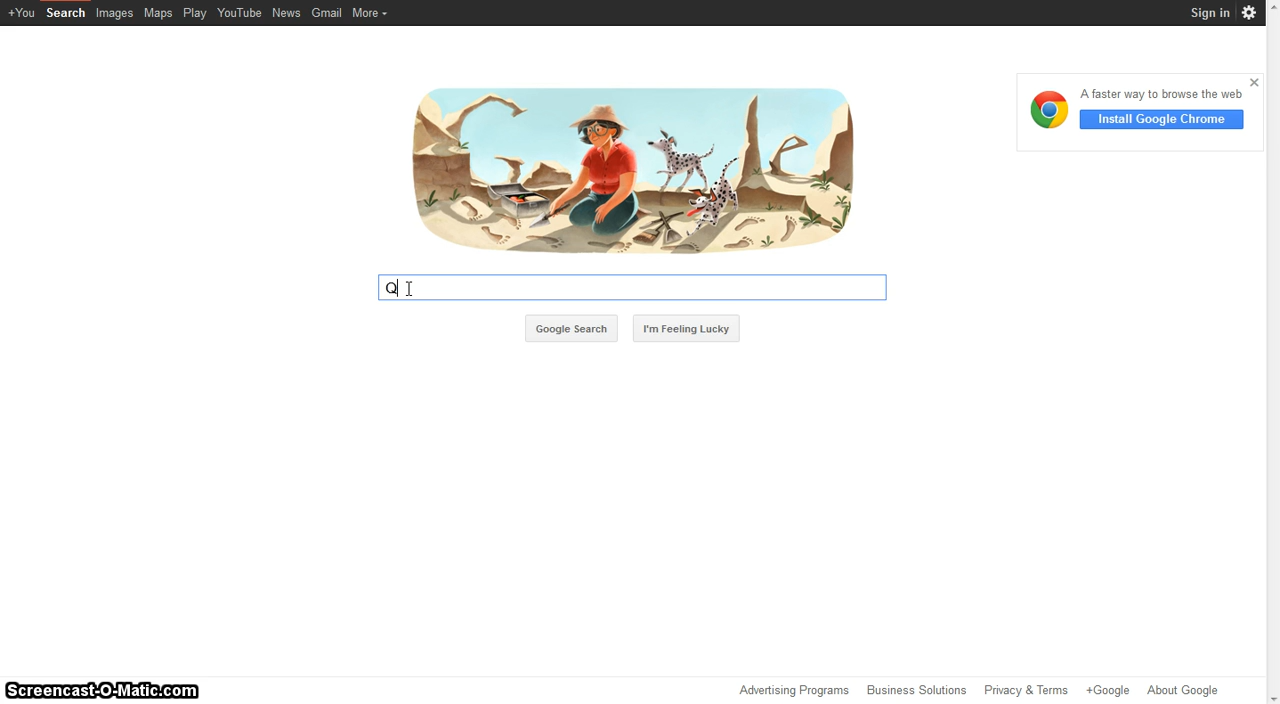 +You Search Images Maps Play YouTube News Gmail More Sign in
A faster way to browse the web
Install Google Chrome
Q
Google Search I'm Feeling Lucky
Screencast-O-Matic.com Advertising Programs Business Solutions Privacy & Terms +Google About Google